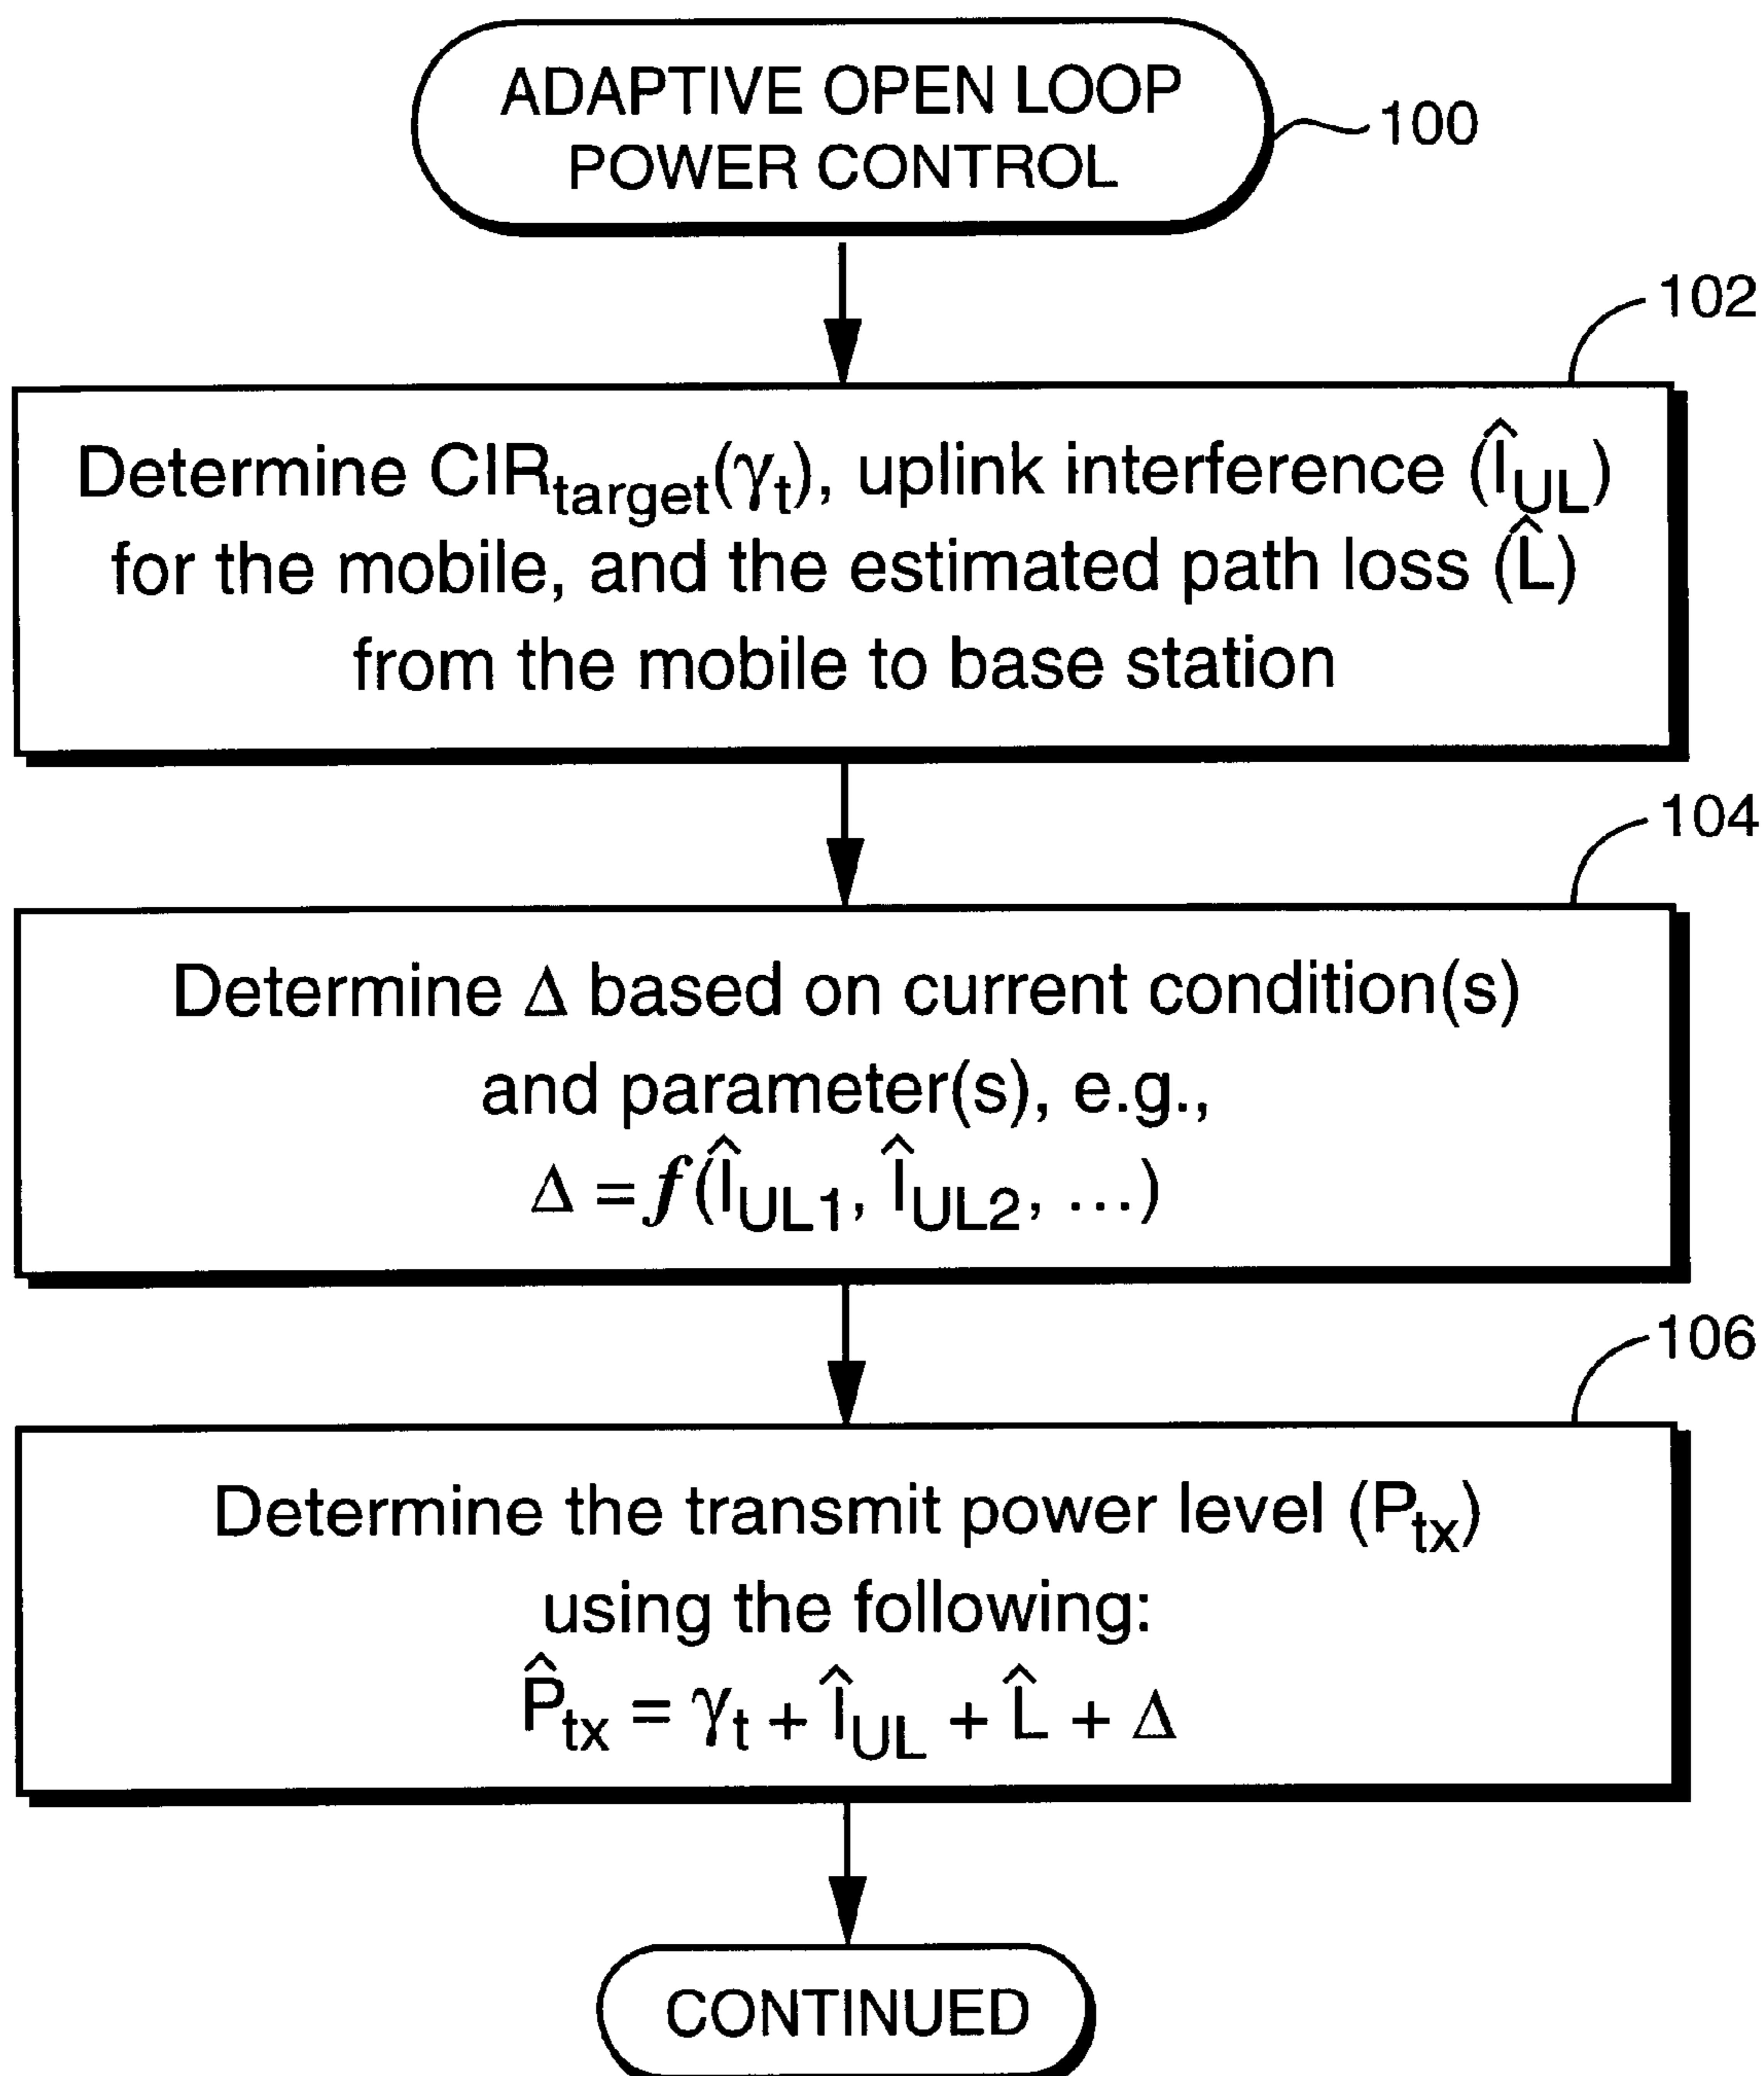 ADAPTIVE OPEN LOOP
POWER CONTROL
100
102
Determine CIR_target(γ_t), uplink interference (Î_UL)
for the mobile, and the estimated path loss (L̂)
from the mobile to base station
104
Determine Δ based on current condition(s)
and parameter(s), e.g.,
Δ = f(Î_UL1, Î_UL2, ...)
106
Determine the transmit power level (P_tx)
using the following:
P̂_tx = γ_t + Î_UL + L̂ + Δ
CONTINUED